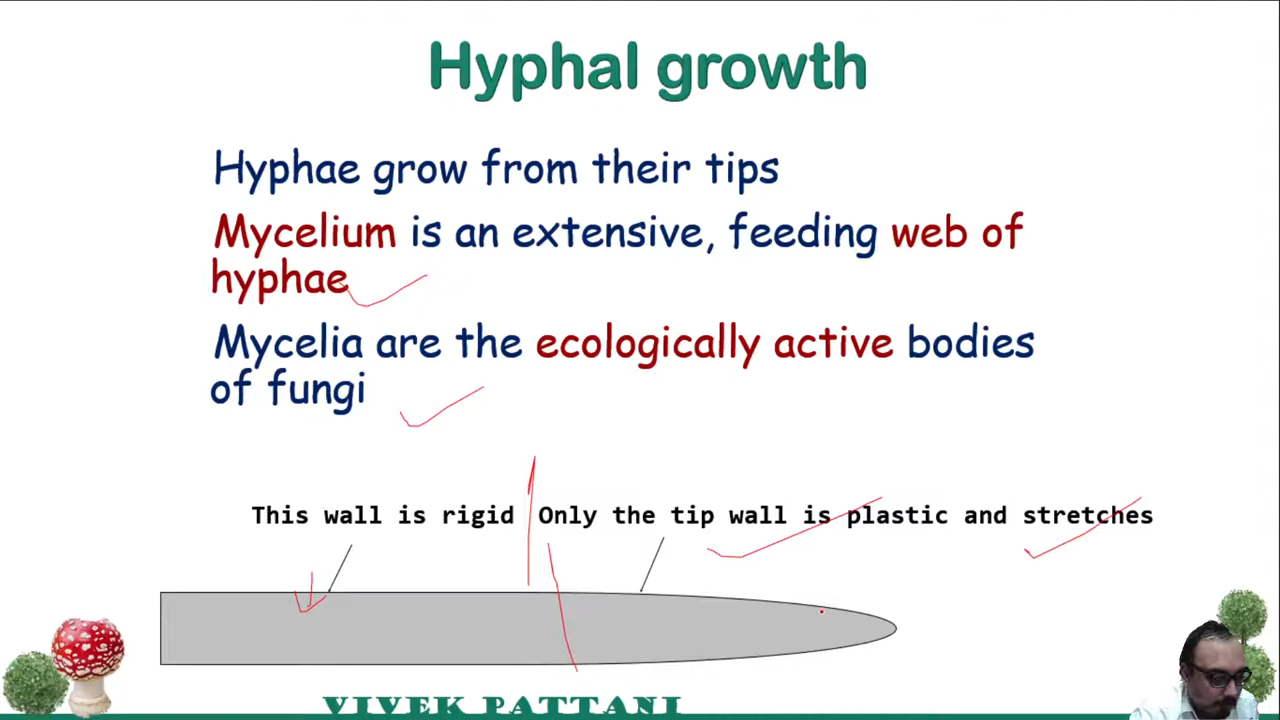 Hyphal growth
Hyphae grow from their tips
Mycelium is an extensive, feeding web of
hyphae
Mycelia are the ecologically active bodies
of fungi
This wall is rigid Only the tip wall is plastic and stretches
VIVEK PATTANI